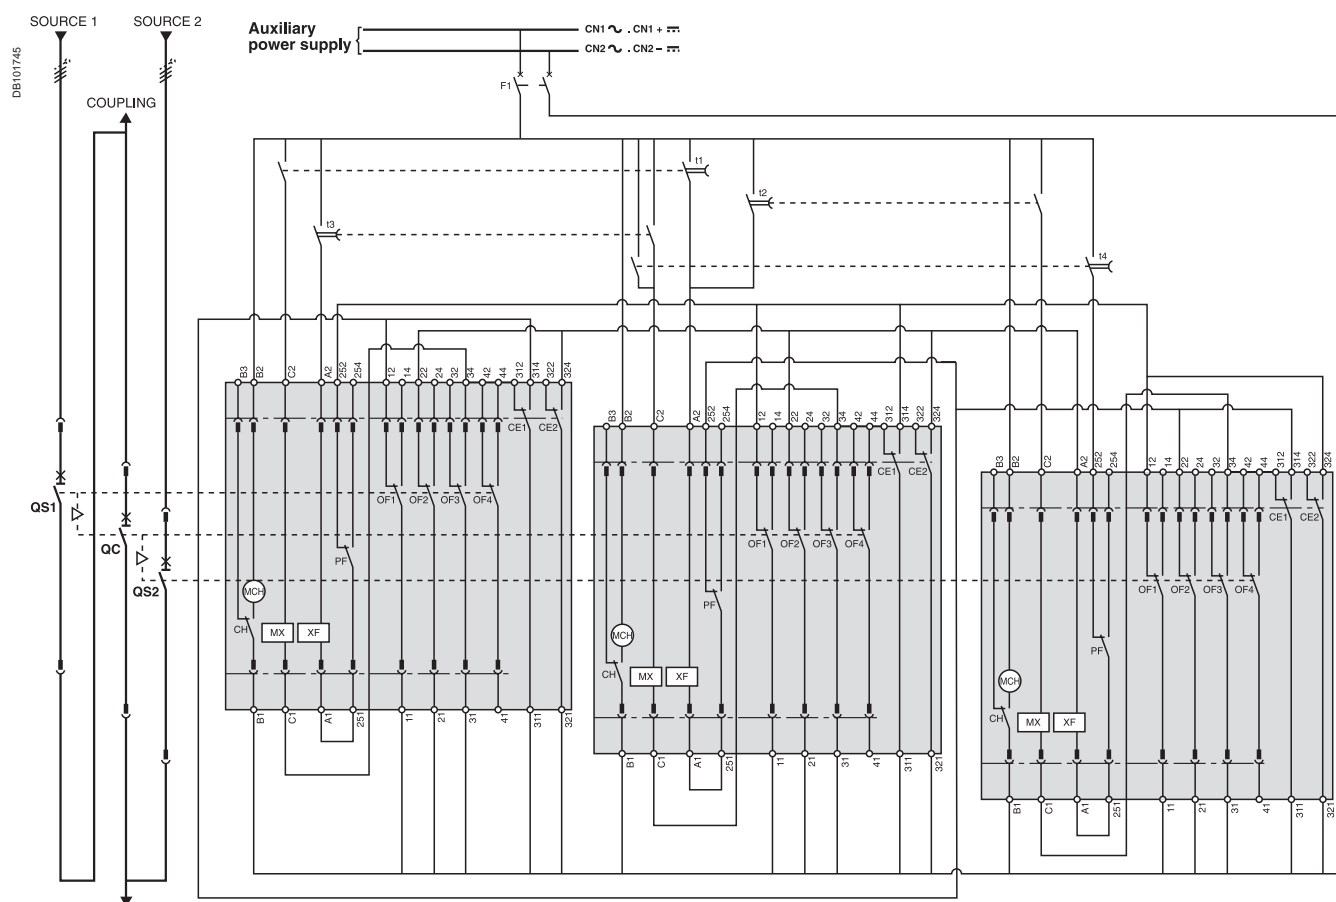 SOURCE 1 SOURCE 2
DB101745
COUPLING
Auxiliary power supply
CN1 ~ . CN1 +
CN2 ~ . CN2 –
F1
t1
t2
t3
t4
QS1
QC
QS2
B3 B2 C2 A2 252 254 12 14 22 24 32 34 42 44 312 314 322 324
CE1 CE2
OF1 OF2 OF3 OF4
PF
MCH
CH MX XF
B1 C1 A1 251 11 21 31 41 311 321
B3 B2 C2 A2 252 254 12 14 22 24 32 34 42 44 312 314 322 324
CE1 CE2
OF1 OF2 OF3 OF4
PF
MCH
CH MX XF
B1 C1 A1 251 11 21 31 41 311 321
B3 B2 C2 A2 252 254 12 14 22 24 32 34 42 44 312 314 322 324
CE1 CE2
OF1 OF2 OF3 OF4
PF
MCH
CH MX XF
B1 C1 A1 251 11 21 31 41 311 321